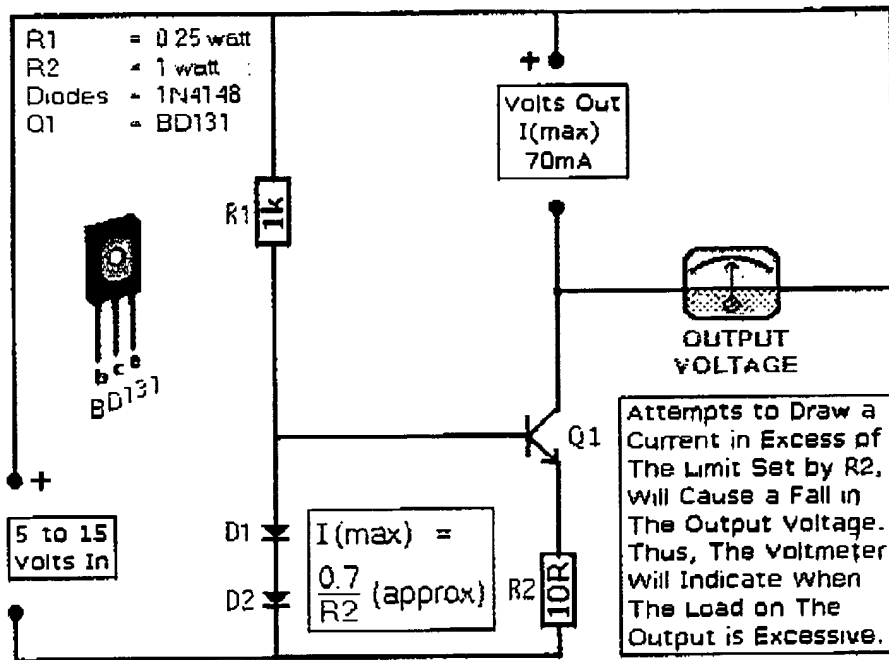 R1 = 0.25 watt
R2 = 1 watt
Diodes = 1N4148
Q1 = BD131
+
Volts Out
I(max)
70mA
R1
1k
b c e
BD131
OUTPUT
VOLTAGE
Q1
+
5 to 15
Volts In
D1
D2
I(max) =
0.7
R2
(approx)
R2
10R
Attempts to Draw a
Current in Excess of
The Limit Set by R2,
Will Cause a Fall in
The Output Voltage.
Thus, The Voltmeter
Will Indicate When
The Load on The
Output is Excessive.